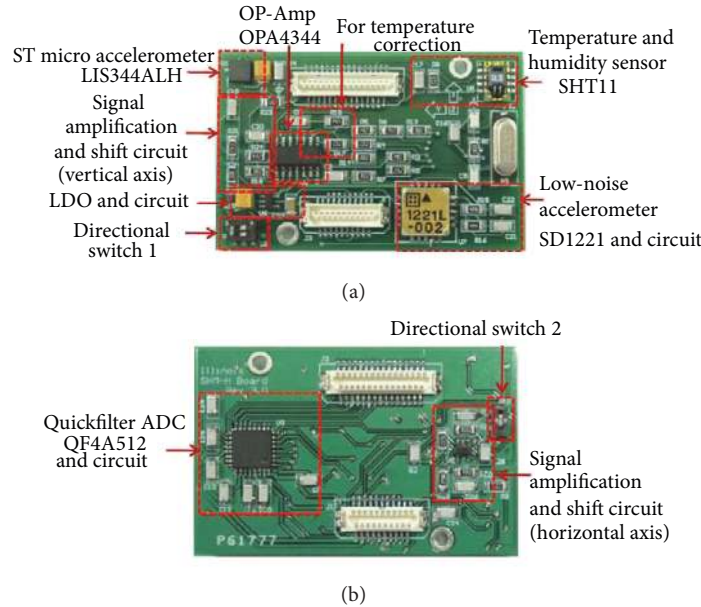 OP-Amp
OPA4344
For temperature
correction
ST micro accelerometer
LIS344ALH
Temperature and
humidity sensor
SHT11
Signal
amplification
and shift circuit
(vertical axis)
LDO and circuit
Directional
switch 1
Low-noise
accelerometer
SD1221 and circuit
1221L
-002
(a)
Directional switch 2
Illinois
SHM-H Board
Quickfilter ADC
QF4A512
and circuit
Signal
amplification
and shift circuit
(horizontal axis)
P61777
(b)